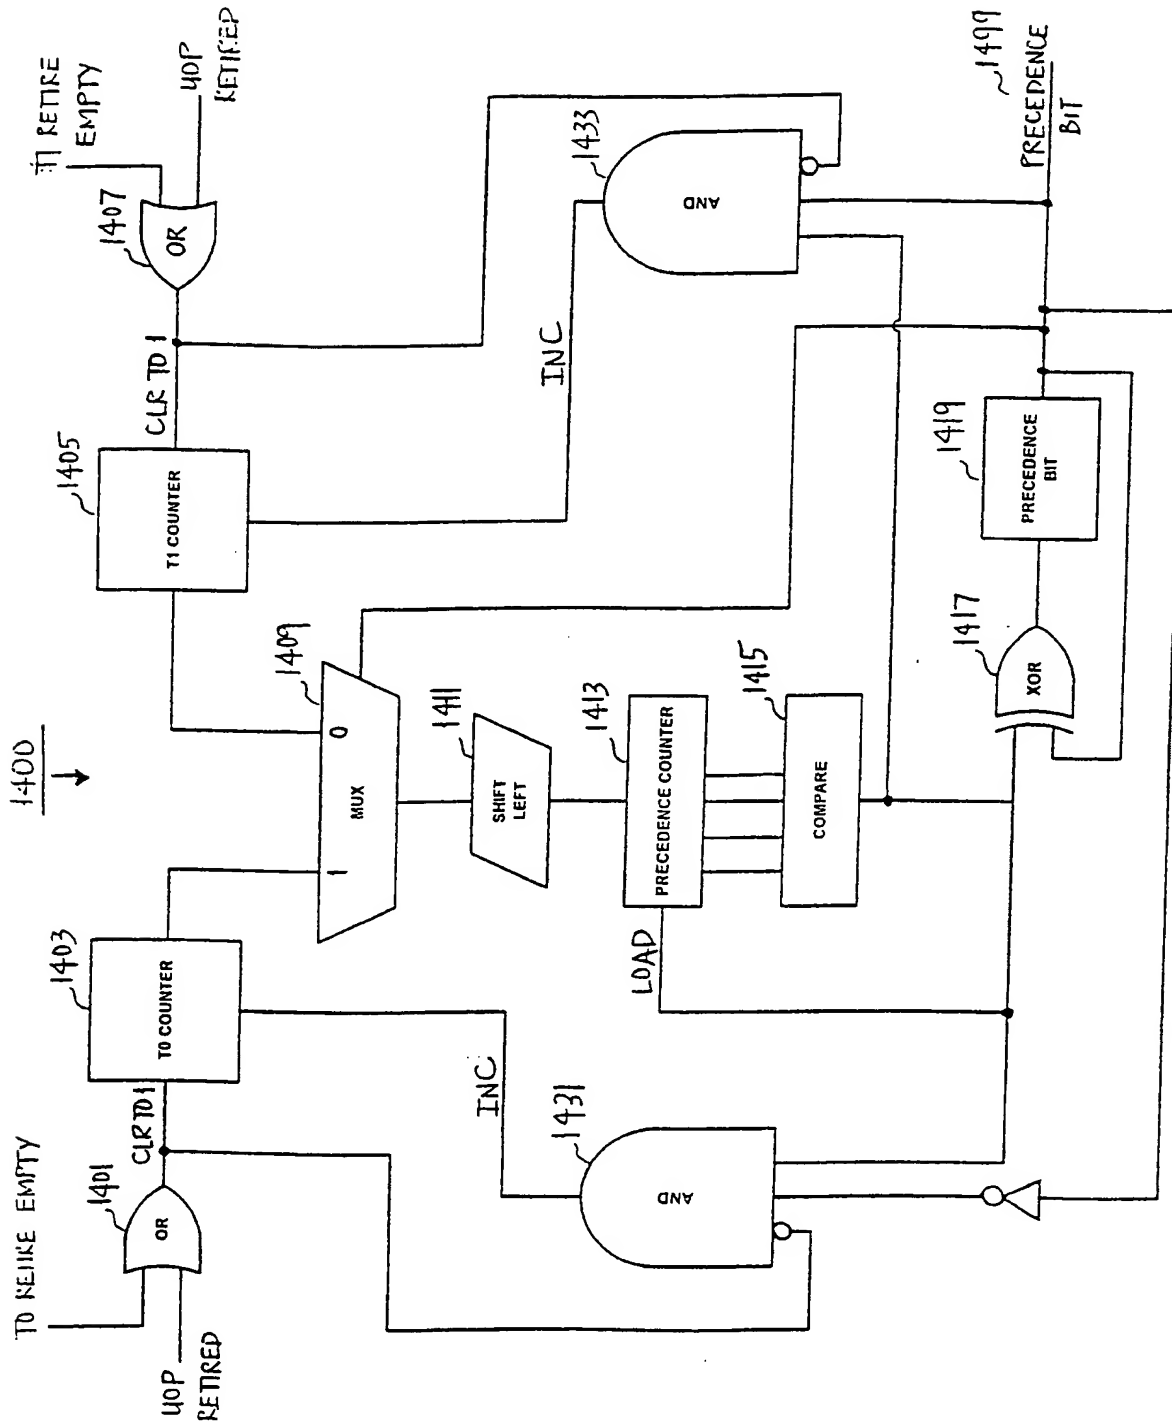 1400
T0 RETIRE EMPTY
UOP
RETIRED
1401
OR
CLR TO 1
1403
T0 COUNTER
INC
1431
AND
T1 RETIRE
EMPTY
UOP
RETIRED
1407
OR
CLR TO 1
1405
T1 COUNTER
INC
1433
AND
1409
1
MUX
0
1411
SHIFT
LEFT
1413
PRECEDENCE COUNTER
LOAD
1415
COMPARE
1417
XOR
1419
PRECEDENCE
BIT
1499
PRECEDENCE
BIT